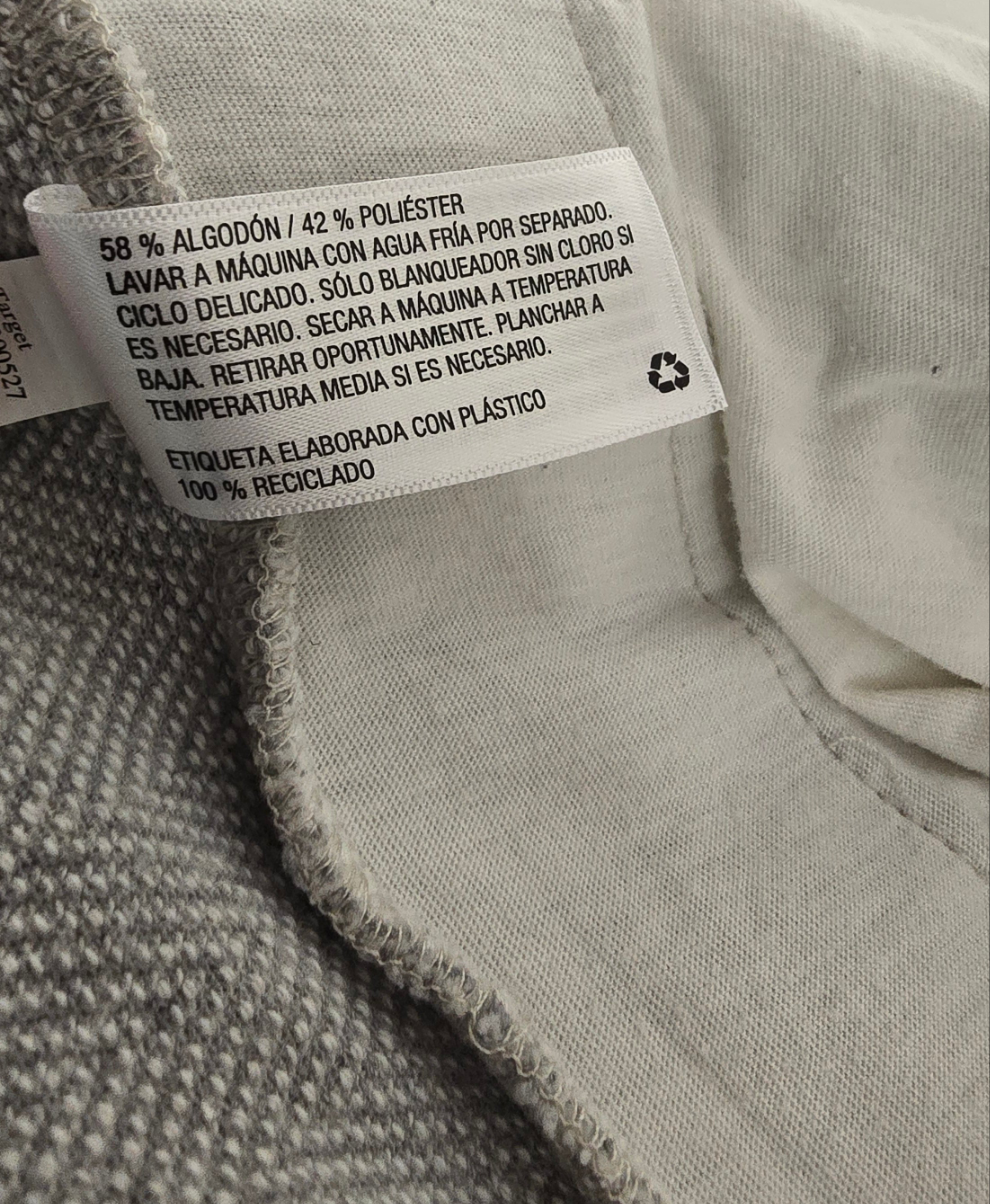 58 % ALGODÓN / 42 % POLIÉSTER
LAVAR A MÁQUINA CON AGUA FRÍA POR SEPARADO.
CICLO DELICADO. SÓLO BLANQUEADOR SIN CLORO SI
ES NECESARIO. SECAR A MÁQUINA A TEMPERATURA
BAJA. RETIRAR OPORTUNAMENTE. PLANCHAR A
TEMPERATURA MEDIA SI ES NECESARIO.
ETIQUETA ELABORADA CON PLÁSTICO
100 % RECICLADO
Target